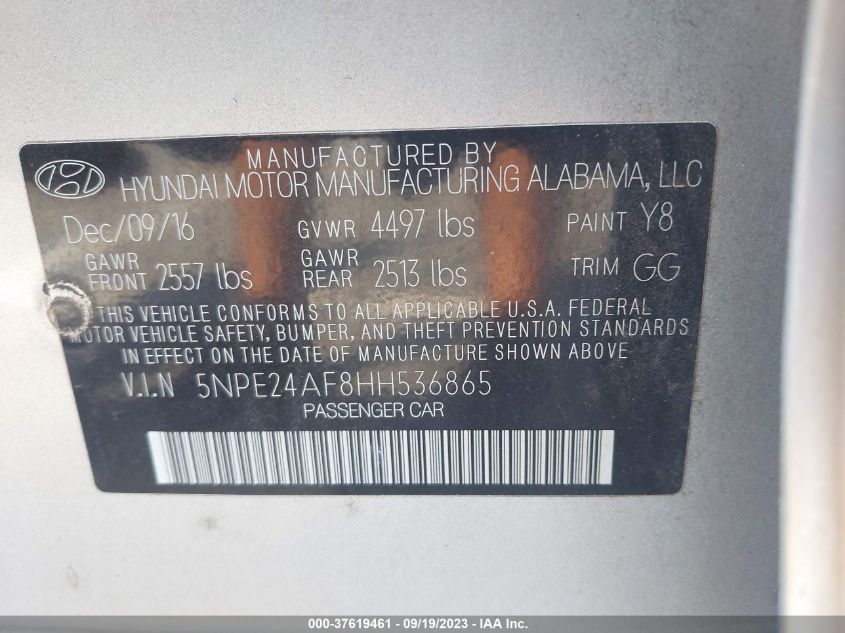 MANUFACTURED BY
HYUNDAI MOTOR MANUFACTURING ALABAMA, LLC
Dec/09/16 GVWR 4497 lbs PAINT Y8
GAWR FRONT 2557 lbs GAWR REAR 2513 lbs TRIM GG
THIS VEHICLE CONFORMS TO ALL APPLICABLE U.S.A. FEDERAL
MOTOR VEHICLE SAFETY, BUMPER, AND THEFT PREVENTION STANDARDS
IN EFFECT ON THE DATE OF MANUFACTURE SHOWN ABOVE
V.I.N 5NPE24AF8HH536865
PASSENGER CAR
000-37619461 - 09/19/2023 - IAA Inc.